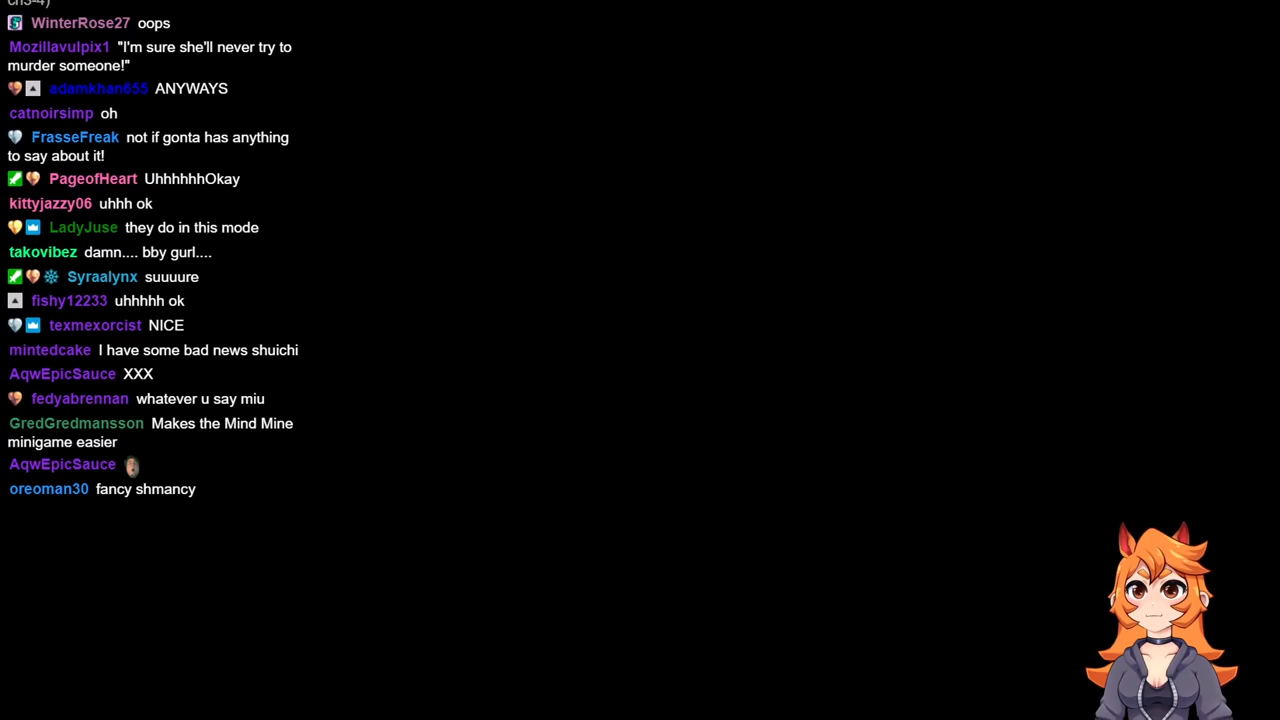 ch3-4)
WinterRose27 oops
Mozillavulpix1 "I'm sure she'll never try to
murder someone!"
adamkhan655 ANYWAYS
catnoirsimp oh
FrasseFreak not if gonta has anything
to say about it!
PageofHeart UhhhhhhOkay
kittyjazzy06 uhhh ok
LadyJuse they do in this mode
takovibez damn.... bby gurl....
Syraalynx suuuure
fishy12233 uhhhhh ok
texmexorcist NICE
mintedcake I have some bad news shuichi
AqwEpicSauce XXX
fedyabrennan whatever u say miu
GredGredmansson Makes the Mind Mine
minigame easier
AqwEpicSauce
oreoman30 fancy shmancy